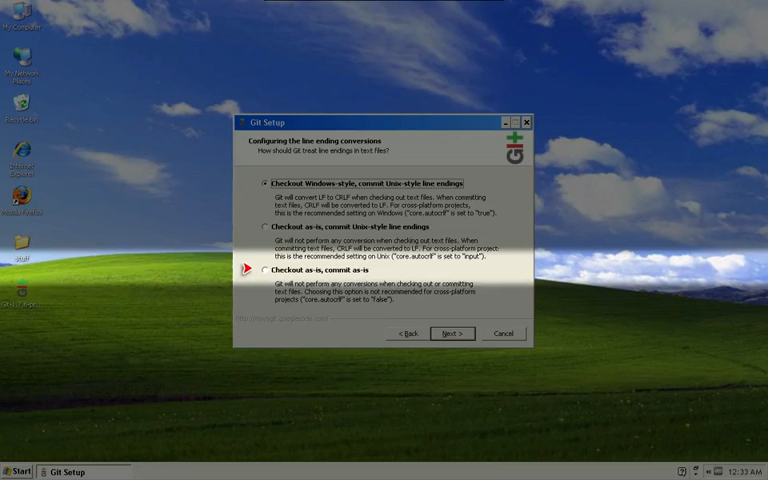 My Computer
My Network
Places
Recycle Bin
Internet
Explorer
Mozilla Firefox
stuff
Git Setup
Configuring the line ending conversions
How should Git treat line endings in text files?
Git
Checkout Windows-style, commit Unix-style line endings
Git will convert LF to CRLF when checking out text files. When committing
text files, CRLF will be converted to LF. For cross-platform projects,
this is the recommended setting on Windows ("core.autocrlf" is set to "true").
Checkout as-is, commit Unix-style line endings
Git will not perform any conversion when checking out text files. When
committing text files, CRLF will be converted to LF. For cross-platform project:
this is the recommended setting on Unix ("core.autocrlf" is set to "input").
Checkout as-is, commit as-is
Git will not perform any conversions when checking out or committing
text files. Choosing this option is not recommended for cross-platform
projects ("core.autocrlf" is set to "false").
http://msysgit.googlecode.com/
< Back
Next >
Cancel
Start
Git Setup
12:33 AM